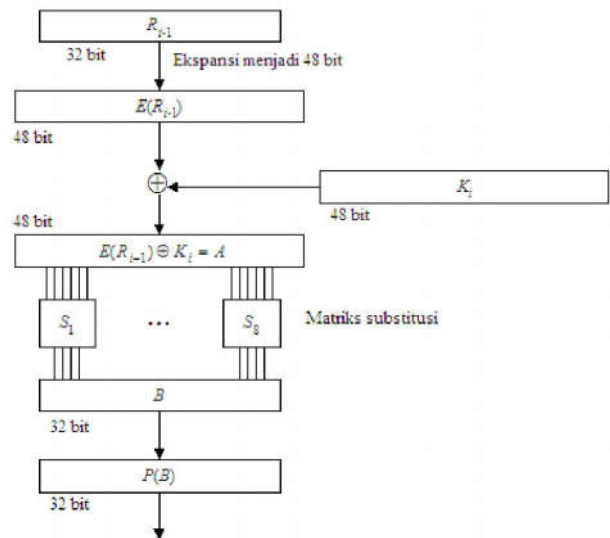 R_{i-1}
32 bit
Ekspansi menjadi 48 bit
E(R_{i-1})
48 bit
⊕
K_i
48 bit
48 bit
E(R_{i-1}) ⊕ K_i = A
S_1 ... S_8
Matriks substitusi
B
32 bit
P(B)
32 bit